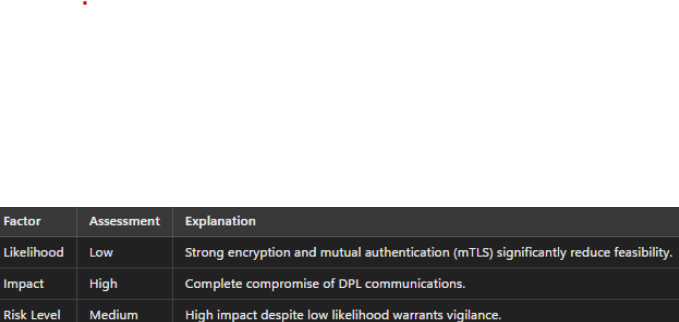 Factor Assessment Explanation
Likelihood Low Strong encryption and mutual authentication (mTLS) significantly reduce feasibility.
Impact High Complete compromise of DPL communications.
Risk Level Medium High impact despite low likelihood warrants vigilance.